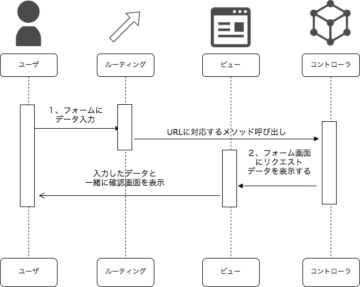 ユーザ
ルーティング
ビュー
コントローラ
１、フォームに
データ入力
URLに対応するメソッド呼び出し
２、フォーム画面
にリクエスト
データを表示する
入力したデータと
一緒に確認画面を表示
ユーザ
ルーティング
ビュー
コントローラ